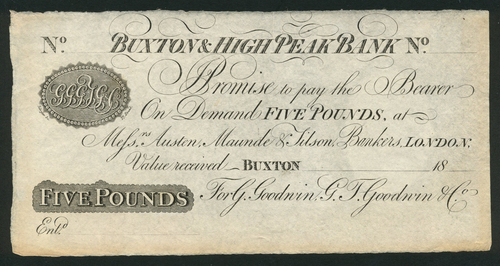 No. BUXTON & HIGH PEAK BANK No.
I Promise to pay the Bearer
On Demand FIVE POUNDS, at
Mess.rs Austen, Maunde & Tilson, Bankers, LONDON.
Value received BUXTON 18
FIVE POUNDS For G. Goodwin, G. T. Goodwin & Co.
Ent.d